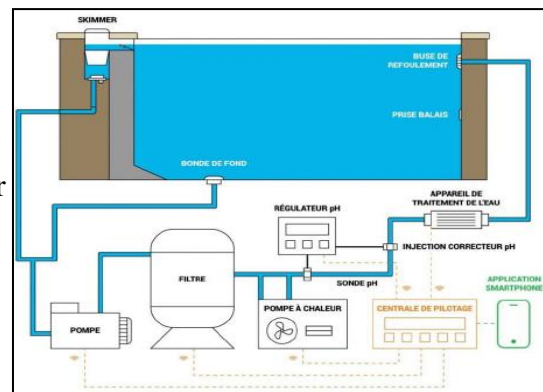 SKIMMER
BUSE DE
REFOULEMENT
PRISE BALAIS
BONDE DE FOND
r
APPAREIL DE
TRAITEMENT DE L'EAU
RÉGULATEUR pH
INJECTION CORRECTEUR pH
FILTRE
SONDE pH
APPLICATION
SMARTPHONE
POMPE À CHALEUR
CENTRALE DE PILOTAGE
POMPE